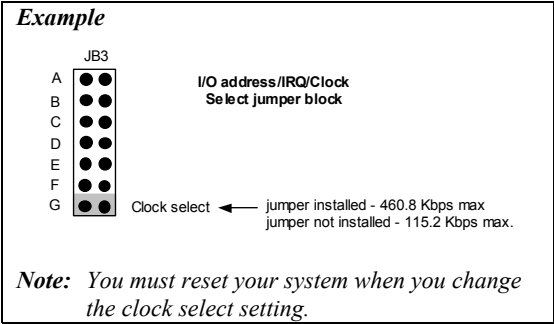 Example
JB3
A
I/O address/IRQ/Clock
B
Select jumper block
C
D
E
F
G
Clock select
jumper installed - 460.8 Kbps max
jumper not installed - 115.2 Kbps max.
Note: You must reset your system when you change
the clock select setting.